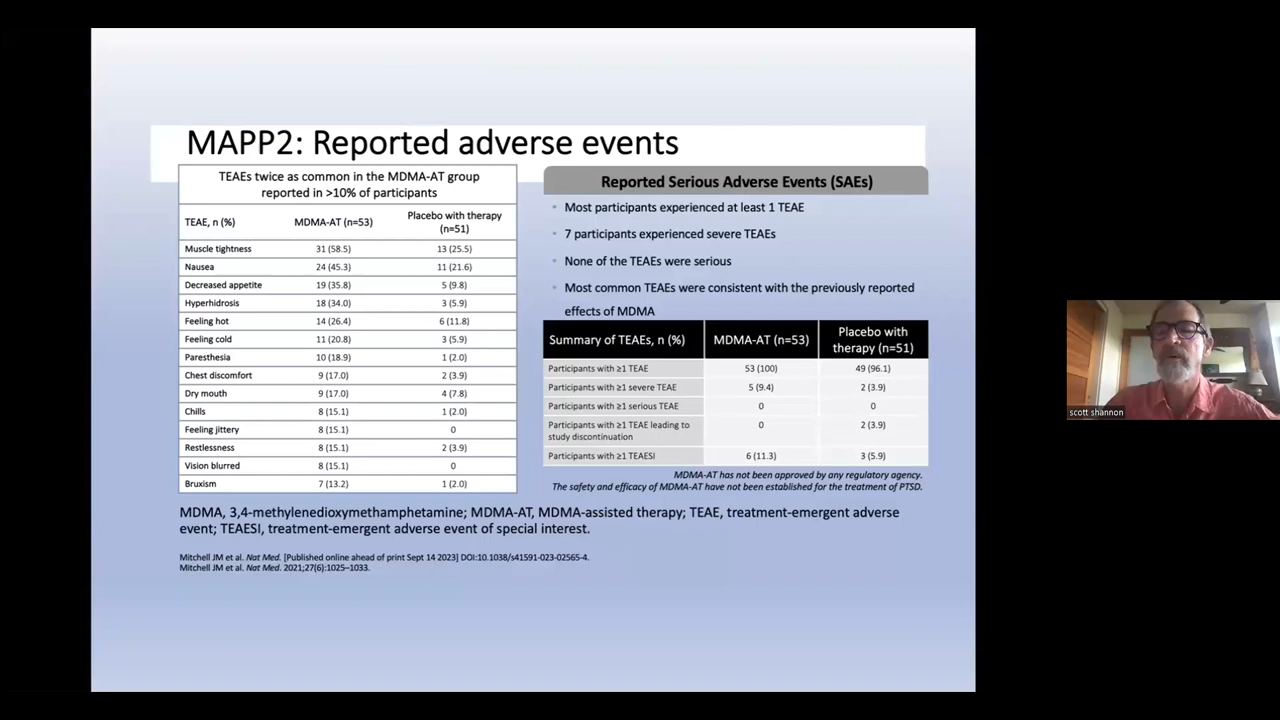 MAPP2: Reported adverse events
TEAEs twice as common in the MDMA-AT group
reported in >10% of participants
TEAE, n (%) MDMA-AT (n=53) Placebo with therapy
(n=51)
Muscle tightness 31 (58.5) 13 (25.5)
Nausea 24 (45.3) 11 (21.6)
Decreased appetite 19 (35.8) 5 (9.8)
Hyperhidrosis 18 (34.0) 3 (5.9)
Feeling hot 14 (26.4) 6 (11.8)
Feeling cold 11 (20.8) 3 (5.9)
Paresthesia 10 (18.9) 1 (2.0)
Chest discomfort 9 (17.0) 2 (3.9)
Dry mouth 9 (17.0) 4 (7.8)
Chills 8 (15.1) 1 (2.0)
Feeling jittery 8 (15.1) 0
Restlessness 8 (15.1) 2 (3.9)
Vision blurred 8 (15.1) 0
Bruxism 7 (13.2) 1 (2.0)
Reported Serious Adverse Events (SAEs)
Most participants experienced at least 1 TEAE
7 participants experienced severe TEAEs
None of the TEAEs were serious
Most common TEAEs were consistent with the previously reported
effects of MDMA
Summary of TEAEs, n (%) MDMA-AT (n=53) Placebo with
therapy (n=51)
Participants with ≥1 TEAE 53 (100) 49 (96.1)
Participants with ≥1 severe TEAE 5 (9.4) 2 (3.9)
Participants with ≥1 serious TEAE 0 0
Participants with ≥1 TEAE leading to 0 2 (3.9)
study discontinuation
Participants with ≥1 TEAESI 6 (11.3) 3 (5.9)
MDMA-AT has not been approved by any regulatory agency.
The safety and efficacy of MDMA-AT have not been established for the treatment of PTSD.
MDMA, 3,4-methylenedioxymethamphetamine; MDMA-AT, MDMA-assisted therapy; TEAE, treatment-emergent adverse
event; TEAESI, treatment-emergent adverse event of special interest.
Mitchell JM et al. Nat Med. [Published online ahead of print Sept 14 2023] DOI:10.1038/s41591-023-02565-4.
Mitchell JM et al. Nat Med. 2021;27(6):1025–1033.
scott shannon